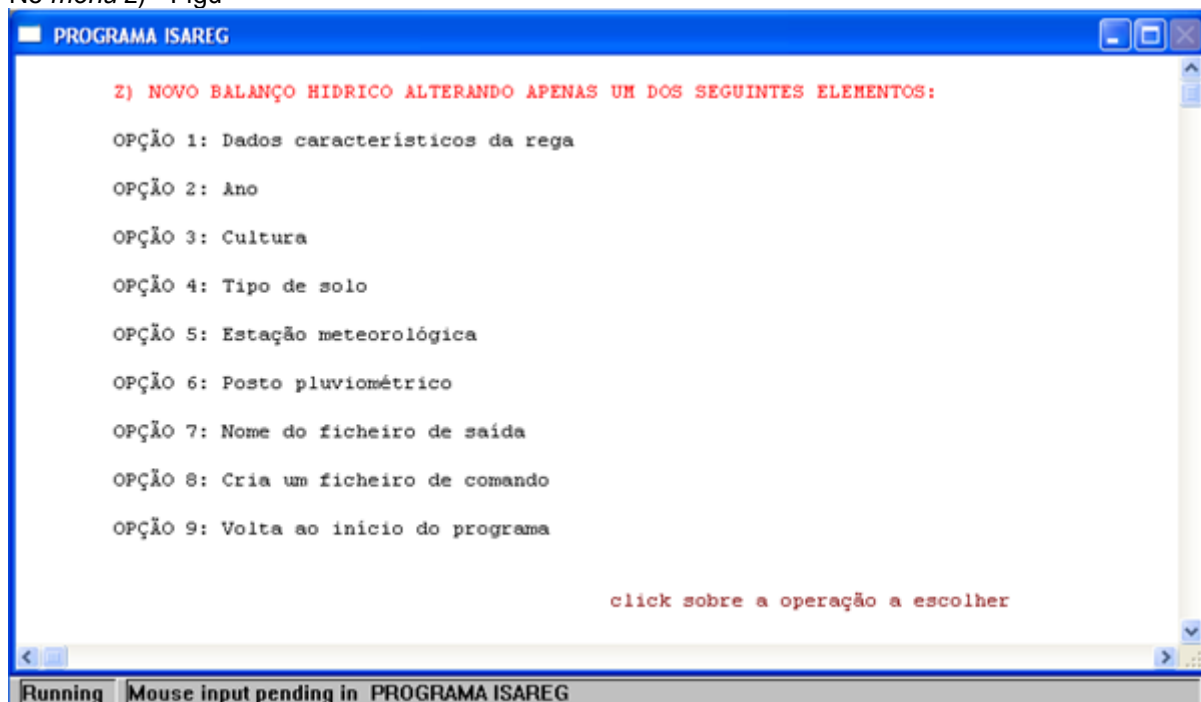 No menu z) - Figu
PROGRAMA ISAREG
Z) NOVO BALANÇO HIDRICO ALTERANDO APENAS UM DOS SEGUINTES ELEMENTOS:
OPÇÃO 1: Dados característicos da rega
OPÇÃO 2: Ano
OPÇÃO 3: Cultura
OPÇÃO 4: Tipo de solo
OPÇÃO 5: Estação meteorológica
OPÇÃO 6: Posto pluviométrico
OPÇÃO 7: Nome do ficheiro de saída
OPÇÃO 8: Cria um ficheiro de comando
OPÇÃO 9: Volta ao início do programa
click sobre a operação a escolher
Running Mouse input pending in PROGRAMA ISAREG